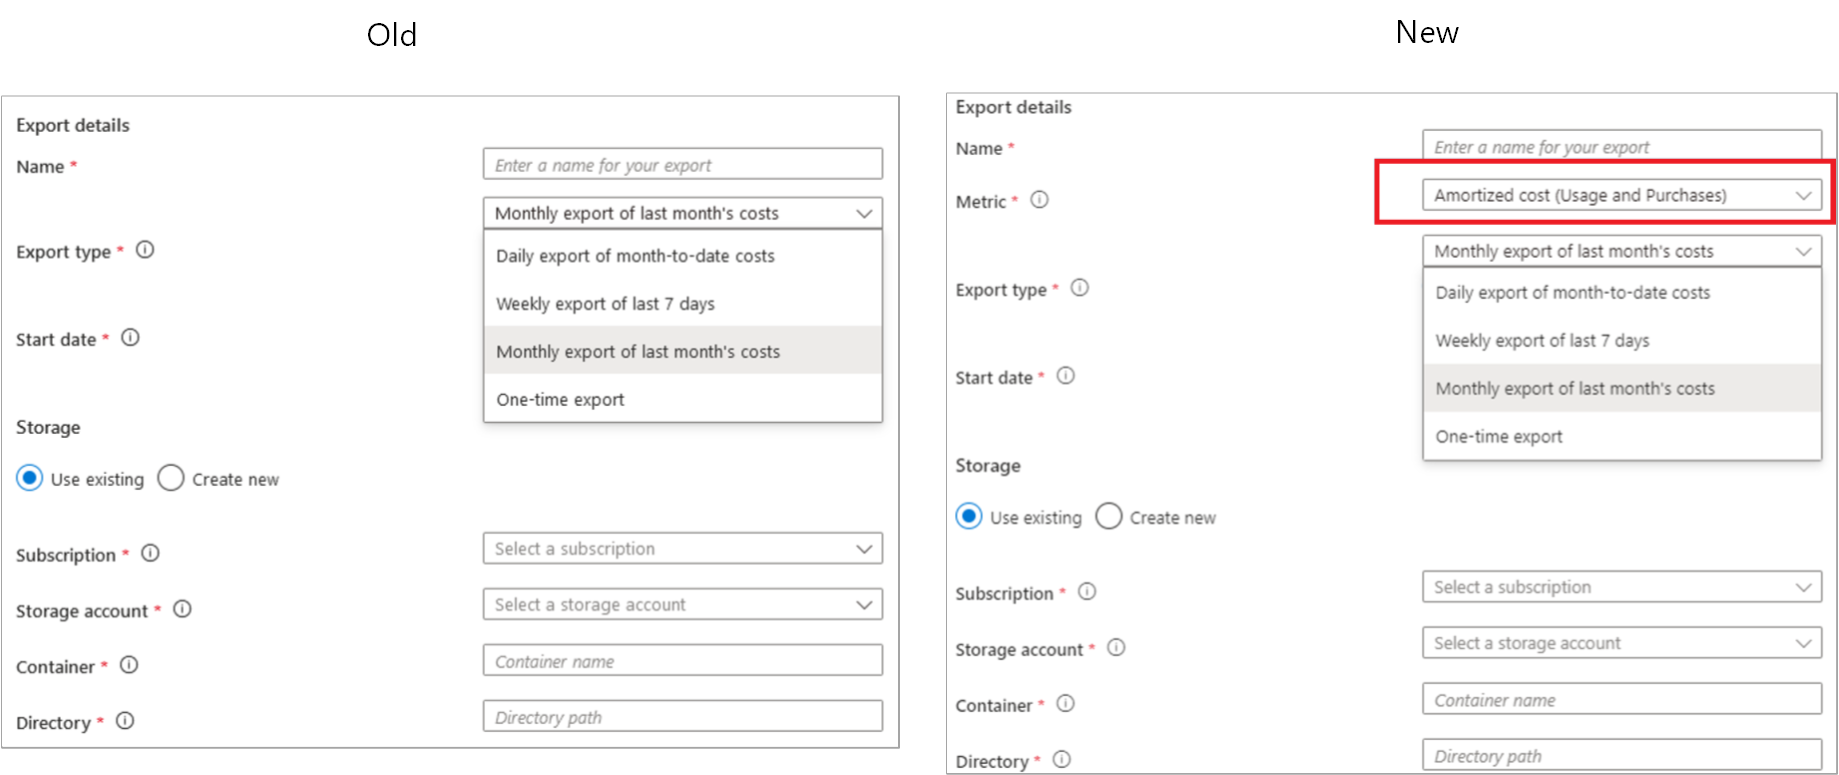 Old
Export details
Name *
Enter a name for your export
Monthly export of last month's costs
Export type *
Daily export of month-to-date costs
Weekly export of last 7 days
Start date *
Monthly export of last month's costs
One-time export
Storage
Use existing
Create new
Subscription *
Select a subscription
Storage account *
Select a storage account
Container *
Container name
Directory *
Directory path
New
Export details
Name *
Enter a name for your export
Metric *
Amortized cost (Usage and Purchases)
Monthly export of last month's costs
Export type *
Daily export of month-to-date costs
Weekly export of last 7 days
Start date *
Monthly export of last month's costs
One-time export
Storage
Use existing
Create new
Subscription *
Select a subscription
Storage account *
Select a storage account
Container *
Container name
Directory *
Directory path